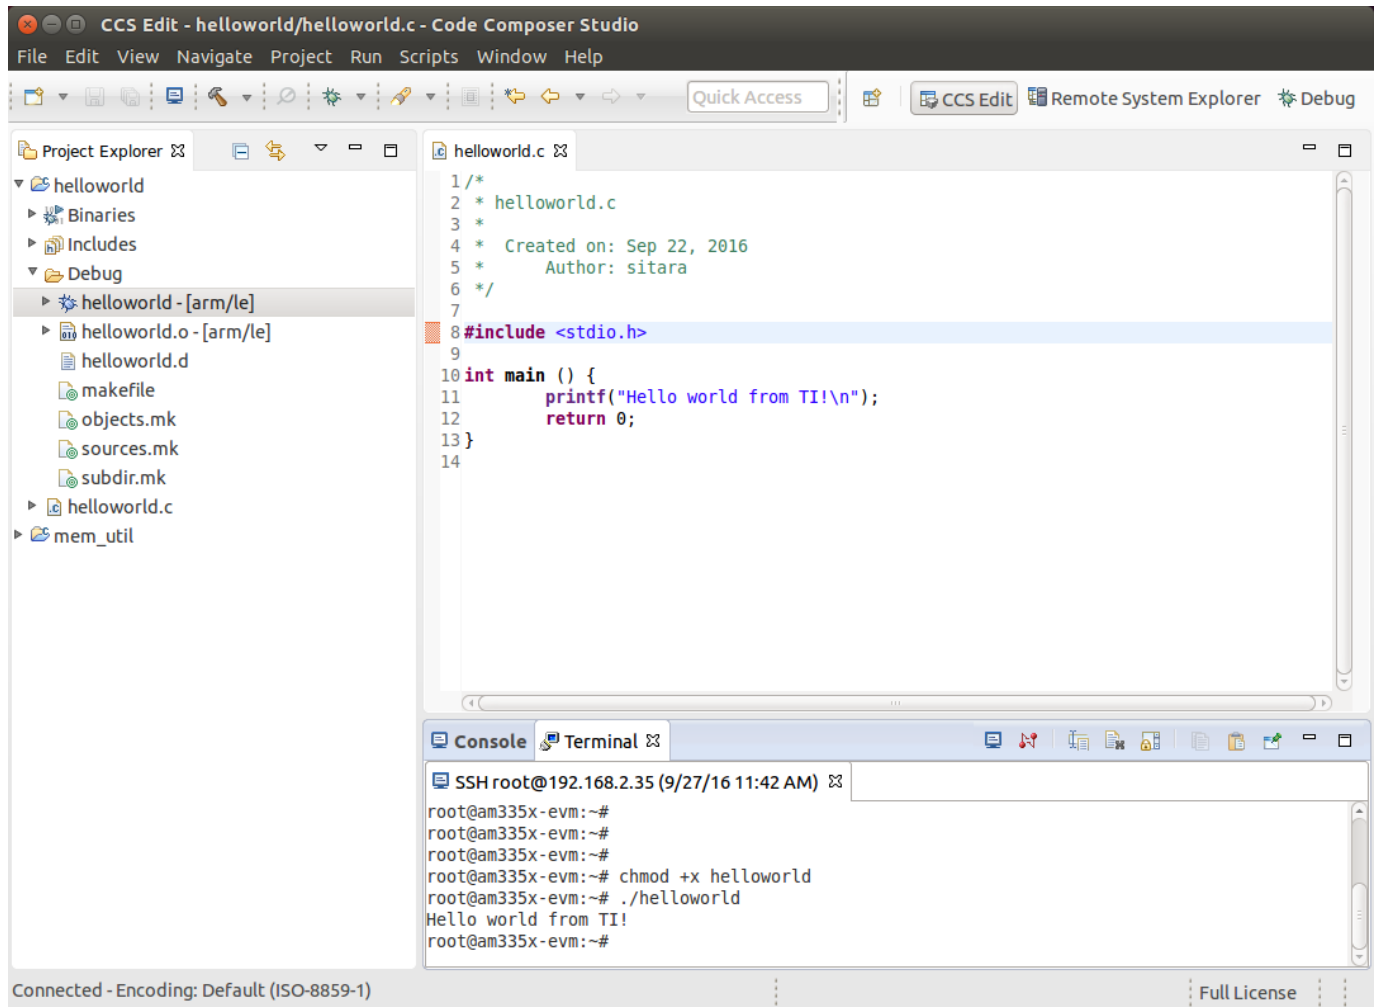 CCS Edit - helloworld/helloworld.c - Code Composer Studio
File Edit View Navigate Project Run Scripts Window Help
Quick Access
CCS Edit
Remote System Explorer
Debug
Project Explorer
helloworld
Binaries
Includes
Debug
helloworld - [arm/le]
helloworld.o - [arm/le]
helloworld.d
makefile
objects.mk
sources.mk
subdir.mk
helloworld.c
mem_util
helloworld.c
1 /*
2 * helloworld.c
3 *
4 * Created on: Sep 22, 2016
5 * Author: sitara
6 */
7
8 #include <stdio.h>
9
10 int main () {
11 printf("Hello world from TI!\n");
12 return 0;
13 }
14
Console
Terminal
SSH root@192.168.2.35 (9/27/16 11:42 AM)
root@am335x-evm:~#
root@am335x-evm:~#
root@am335x-evm:~#
root@am335x-evm:~# chmod +x helloworld
root@am335x-evm:~# ./helloworld
Hello world from TI!
root@am335x-evm:~#
Connected - Encoding: Default (ISO-8859-1)
Full License